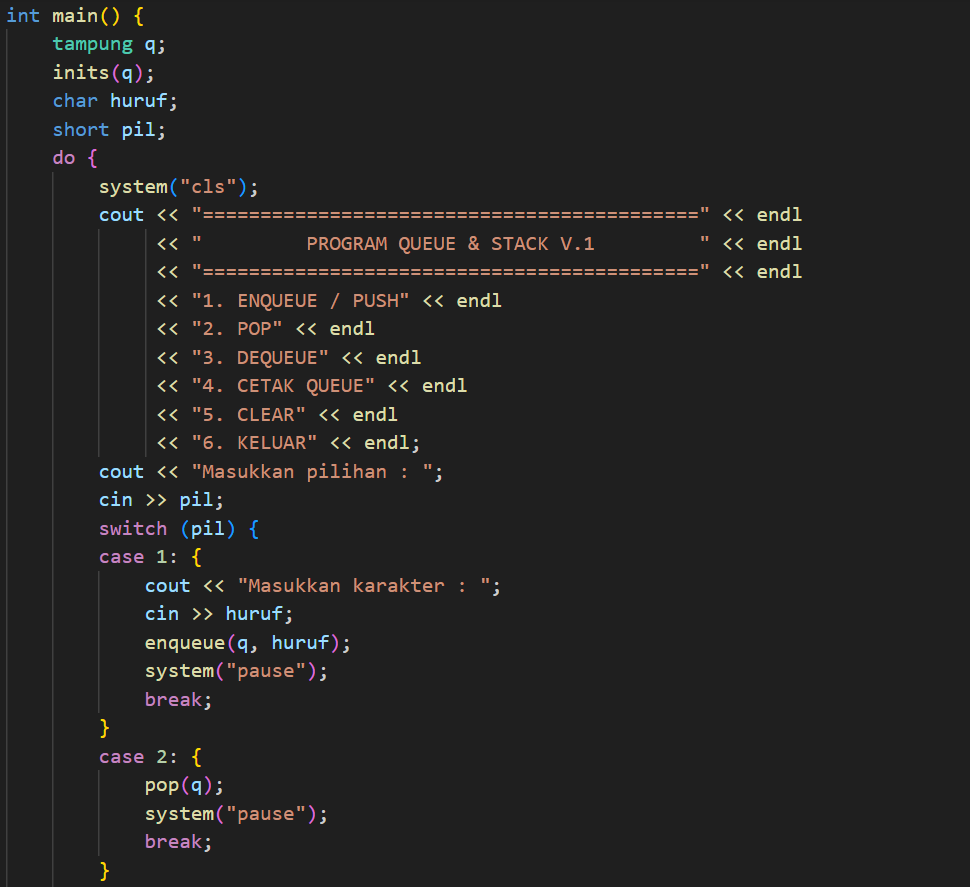 int main() {
    tampung q;
    inits(q);
    char huruf;
    short pil;
    do {
        system("cls");
        cout << "===========================================" << endl
             << "         PROGRAM QUEUE & STACK V.1         " << endl
             << "===========================================" << endl
             << "1. ENQUEUE / PUSH" << endl
             << "2. POP" << endl
             << "3. DEQUEUE" << endl
             << "4. CETAK QUEUE" << endl
             << "5. CLEAR" << endl
             << "6. KELUAR" << endl;
        cout << "Masukkan pilihan : ";
        cin >> pil;
        switch (pil) {
        case 1: {
            cout << "Masukkan karakter : ";
            cin >> huruf;
            enqueue(q, huruf);
            system("pause");
            break;
        }
        case 2: {
            pop(q);
            system("pause");
            break;
        }